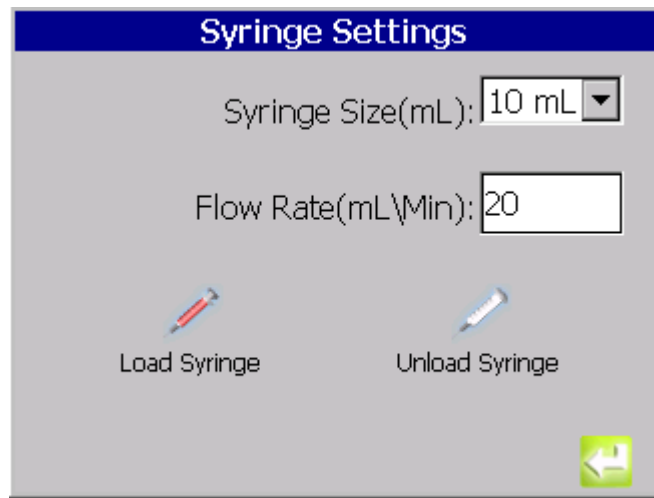 Syringe Settings
Syringe Size(mL): 10 mL
Flow Rate(mL\Min): 20
Load Syringe Unload Syringe